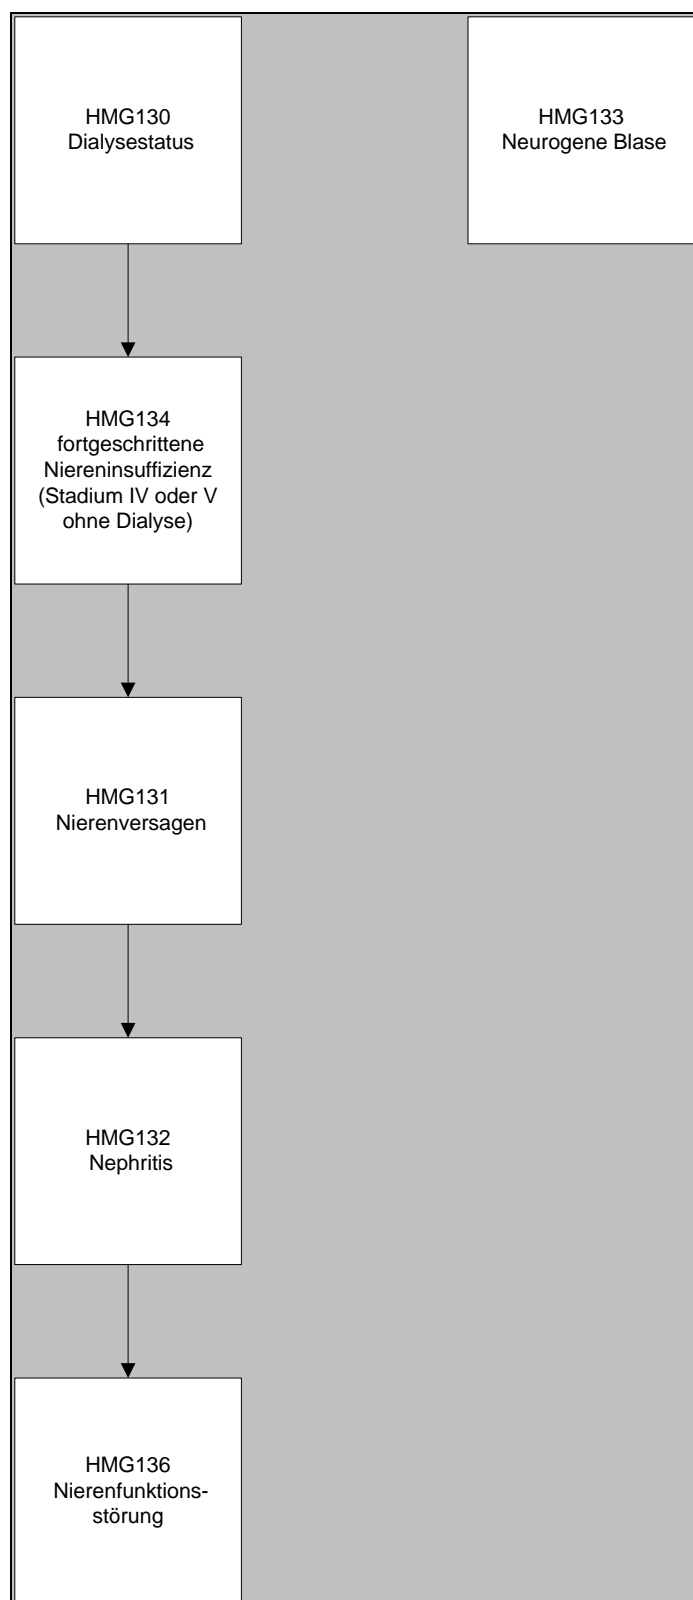 HMG130
Dialysestatus
HMG133
Neurogene Blase
HMG134
fortgeschrittene
Niereninsuffizienz
(Stadium IV oder V
ohne Dialyse)
HMG131
Nierenversagen
HMG132
Nephritis
HMG136
Nierenfunktions-
störung